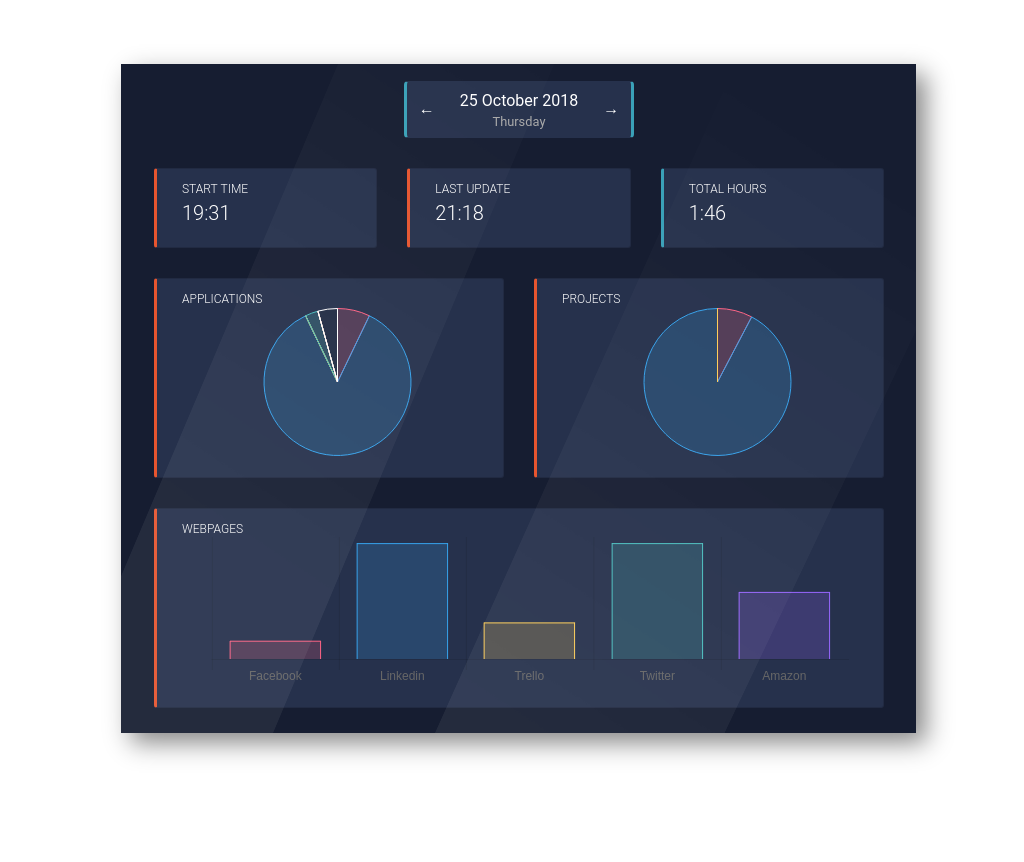 25 October 2018
← →
Thursday
START TIME
19:31
LAST UPDATE
21:18
TOTAL HOURS
1:46
APPLICATIONS
PROJECTS
WEBPAGES
Facebook Linkedin Trello Twitter Amazon